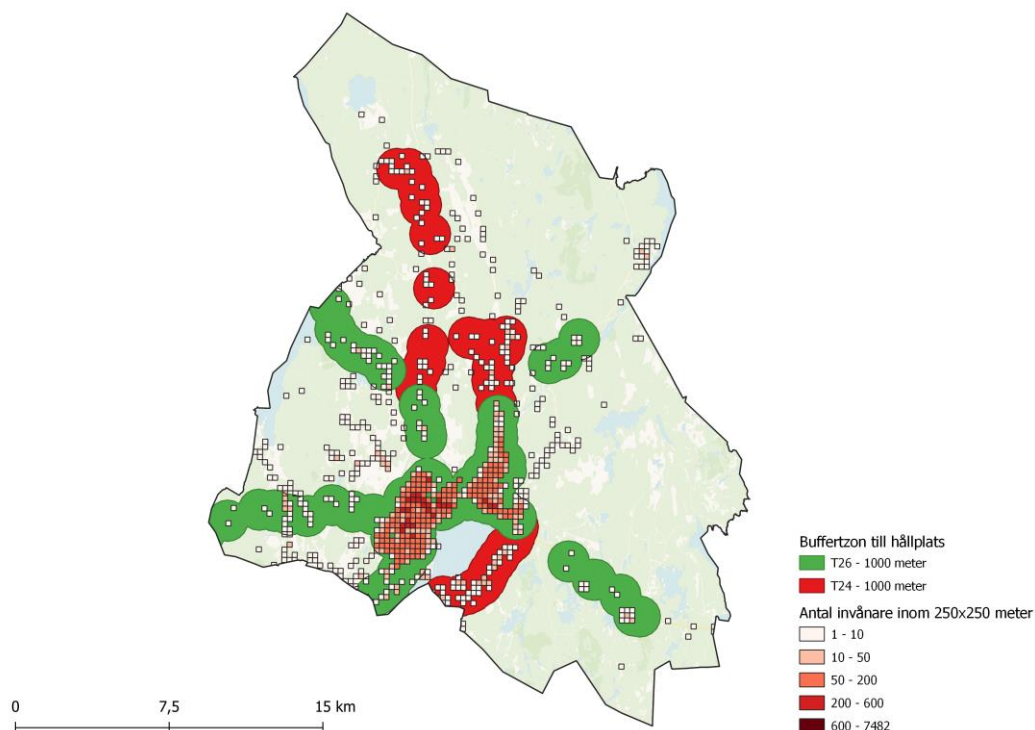 Buffertzon till hållplats
T26 - 1000 meter
T24 - 1000 meter
Antal invånare inom 250x250 meter
1 - 10
10 - 50
50 - 200
200 - 600
600 - 7482
0 7,5 15 km